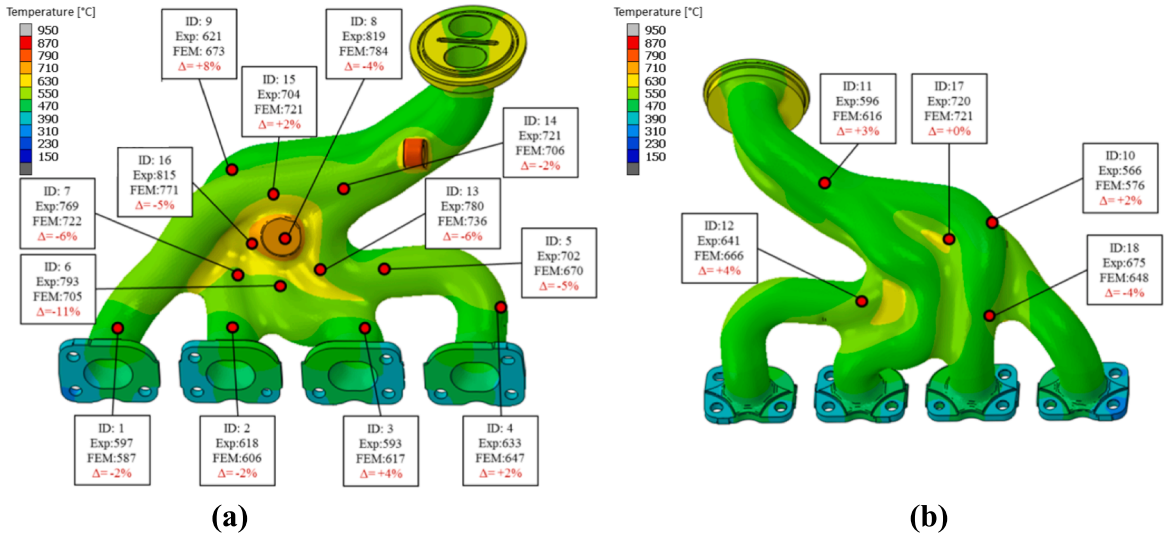 Temperature [°C]
950
870
790
710
630
550
470
390
310
230
150
ID: 9
Exp: 621
FEM: 673
Δ= +8%
ID: 8
Exp:819
FEM:784
Δ= -4%
ID: 15
Exp:704
FEM:721
Δ= +2%
ID: 14
Exp:721
FEM:706
Δ= -2%
ID: 16
Exp:815
FEM:771
Δ= -5%
ID: 7
Exp:769
FEM:722
Δ= -6%
ID: 13
Exp:780
FEM:736
Δ= -6%
ID: 5
Exp:702
FEM:670
Δ= -5%
ID: 6
Exp:793
FEM:705
Δ=-11%
ID: 1
Exp:597
FEM:587
Δ= -2%
ID: 2
Exp:618
FEM:606
Δ= -2%
ID: 3
Exp:593
FEM:617
Δ= +4%
ID: 4
Exp:633
FEM:647
Δ= +2%
(a)
Temperature [°C]
950
870
790
710
630
550
470
390
310
230
150
ID:11
Exp:596
FEM:616
Δ= +3%
ID:17
Exp:720
FEM:721
Δ= +0%
ID: 10
Exp:566
FEM:576
Δ= +2%
ID:12
Exp:641
FEM:666
Δ= +4%
ID:18
Exp:675
FEM:648
Δ= -4%
(b)